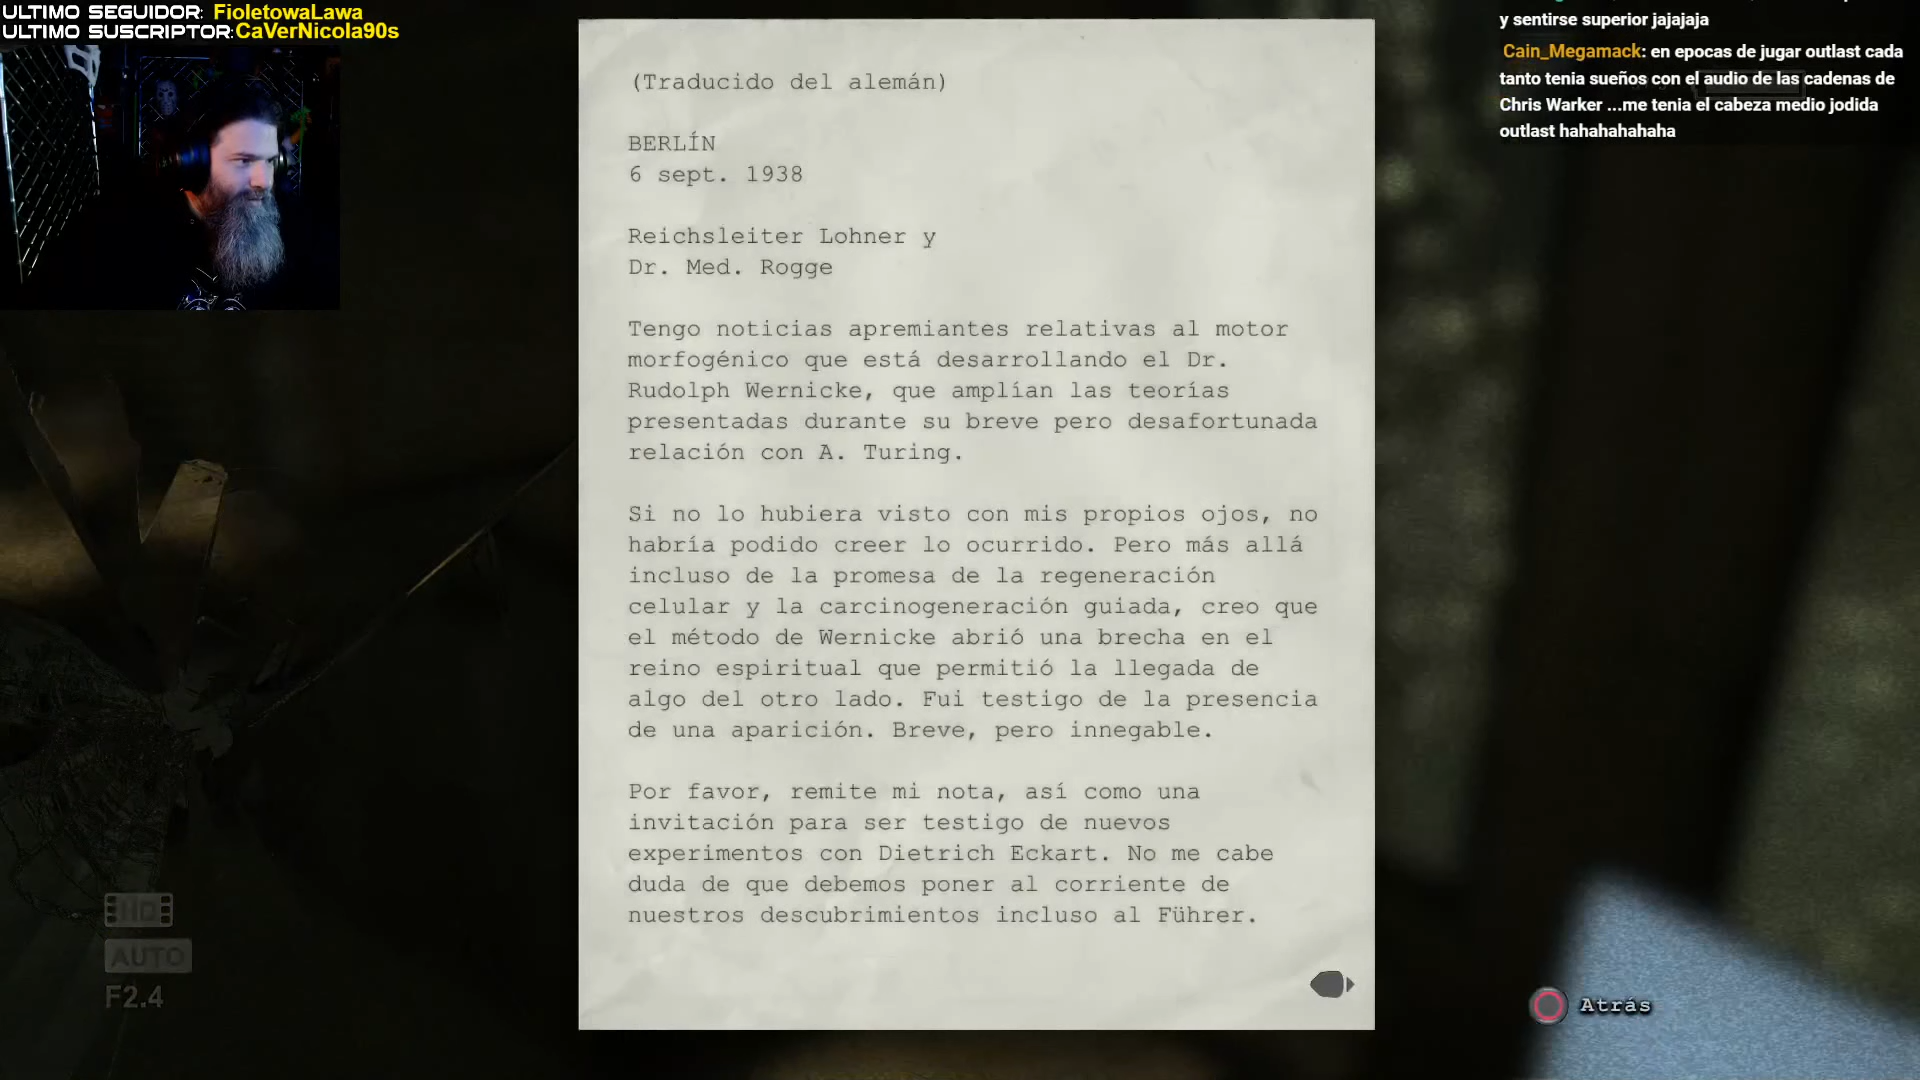 ULTIMO SEGUIDOR: FioletowaLawa
ULTIMO SUSCRIPTOR:CaVerNicola90s
(Traducido del alemán)
BERLÍN
6 sept. 1938
Reichsleiter Lohner y
Dr. Med. Rogge
Tengo noticias apremiantes relativas al motor
morfogénico que está desarrollando el Dr.
Rudolph Wernicke, que amplían las teorías
presentadas durante su breve pero desafortunada
relación con A. Turing.
Si no lo hubiera visto con mis propios ojos, no
habría podido creer lo ocurrido. Pero más allá
incluso de la promesa de la regeneración
celular y la carcinogeneración guiada, creo que
el método de Wernicke abrió una brecha en el
reino espiritual que permitió la llegada de
algo del otro lado. Fui testigo de la presencia
de una aparición. Breve, pero innegable.
Por favor, remite mi nota, así como una
invitación para ser testigo de nuevos
experimentos con Dietrich Eckart. No me cabe
duda de que debemos poner al corriente de
nuestros descubrimientos incluso al Führer.
y sentirse superior jajajaja
Cain_Megamack: en epocas de jugar outlast cada
tanto tenia sueños con el audio de las cadenas de
Chris Warker ...me tenia el cabeza medio jodida
outlast hahahahahaha
HD
AUTO
F2.4
Atrás